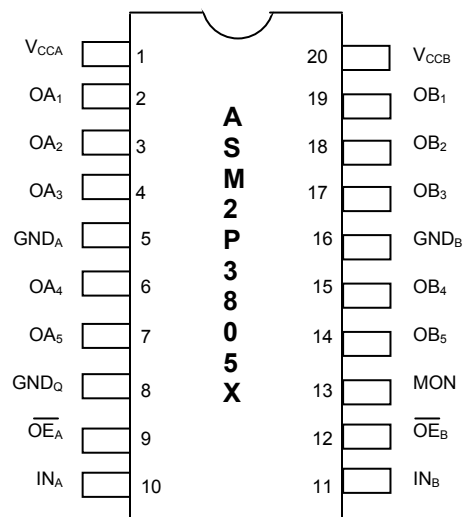 VCCA 1 20 VCCB
OA1 2 19 OB1
OA2 3 18 OB2
OA3 4 17 OB3
GNDA 5 16 GNDB
OA4 6 15 OB4
OA5 7 14 OB5
GNDQ 8 13 MON
O̅E̅A 9 12 O̅E̅B
INA 10 11 INB
ASM2P3805X